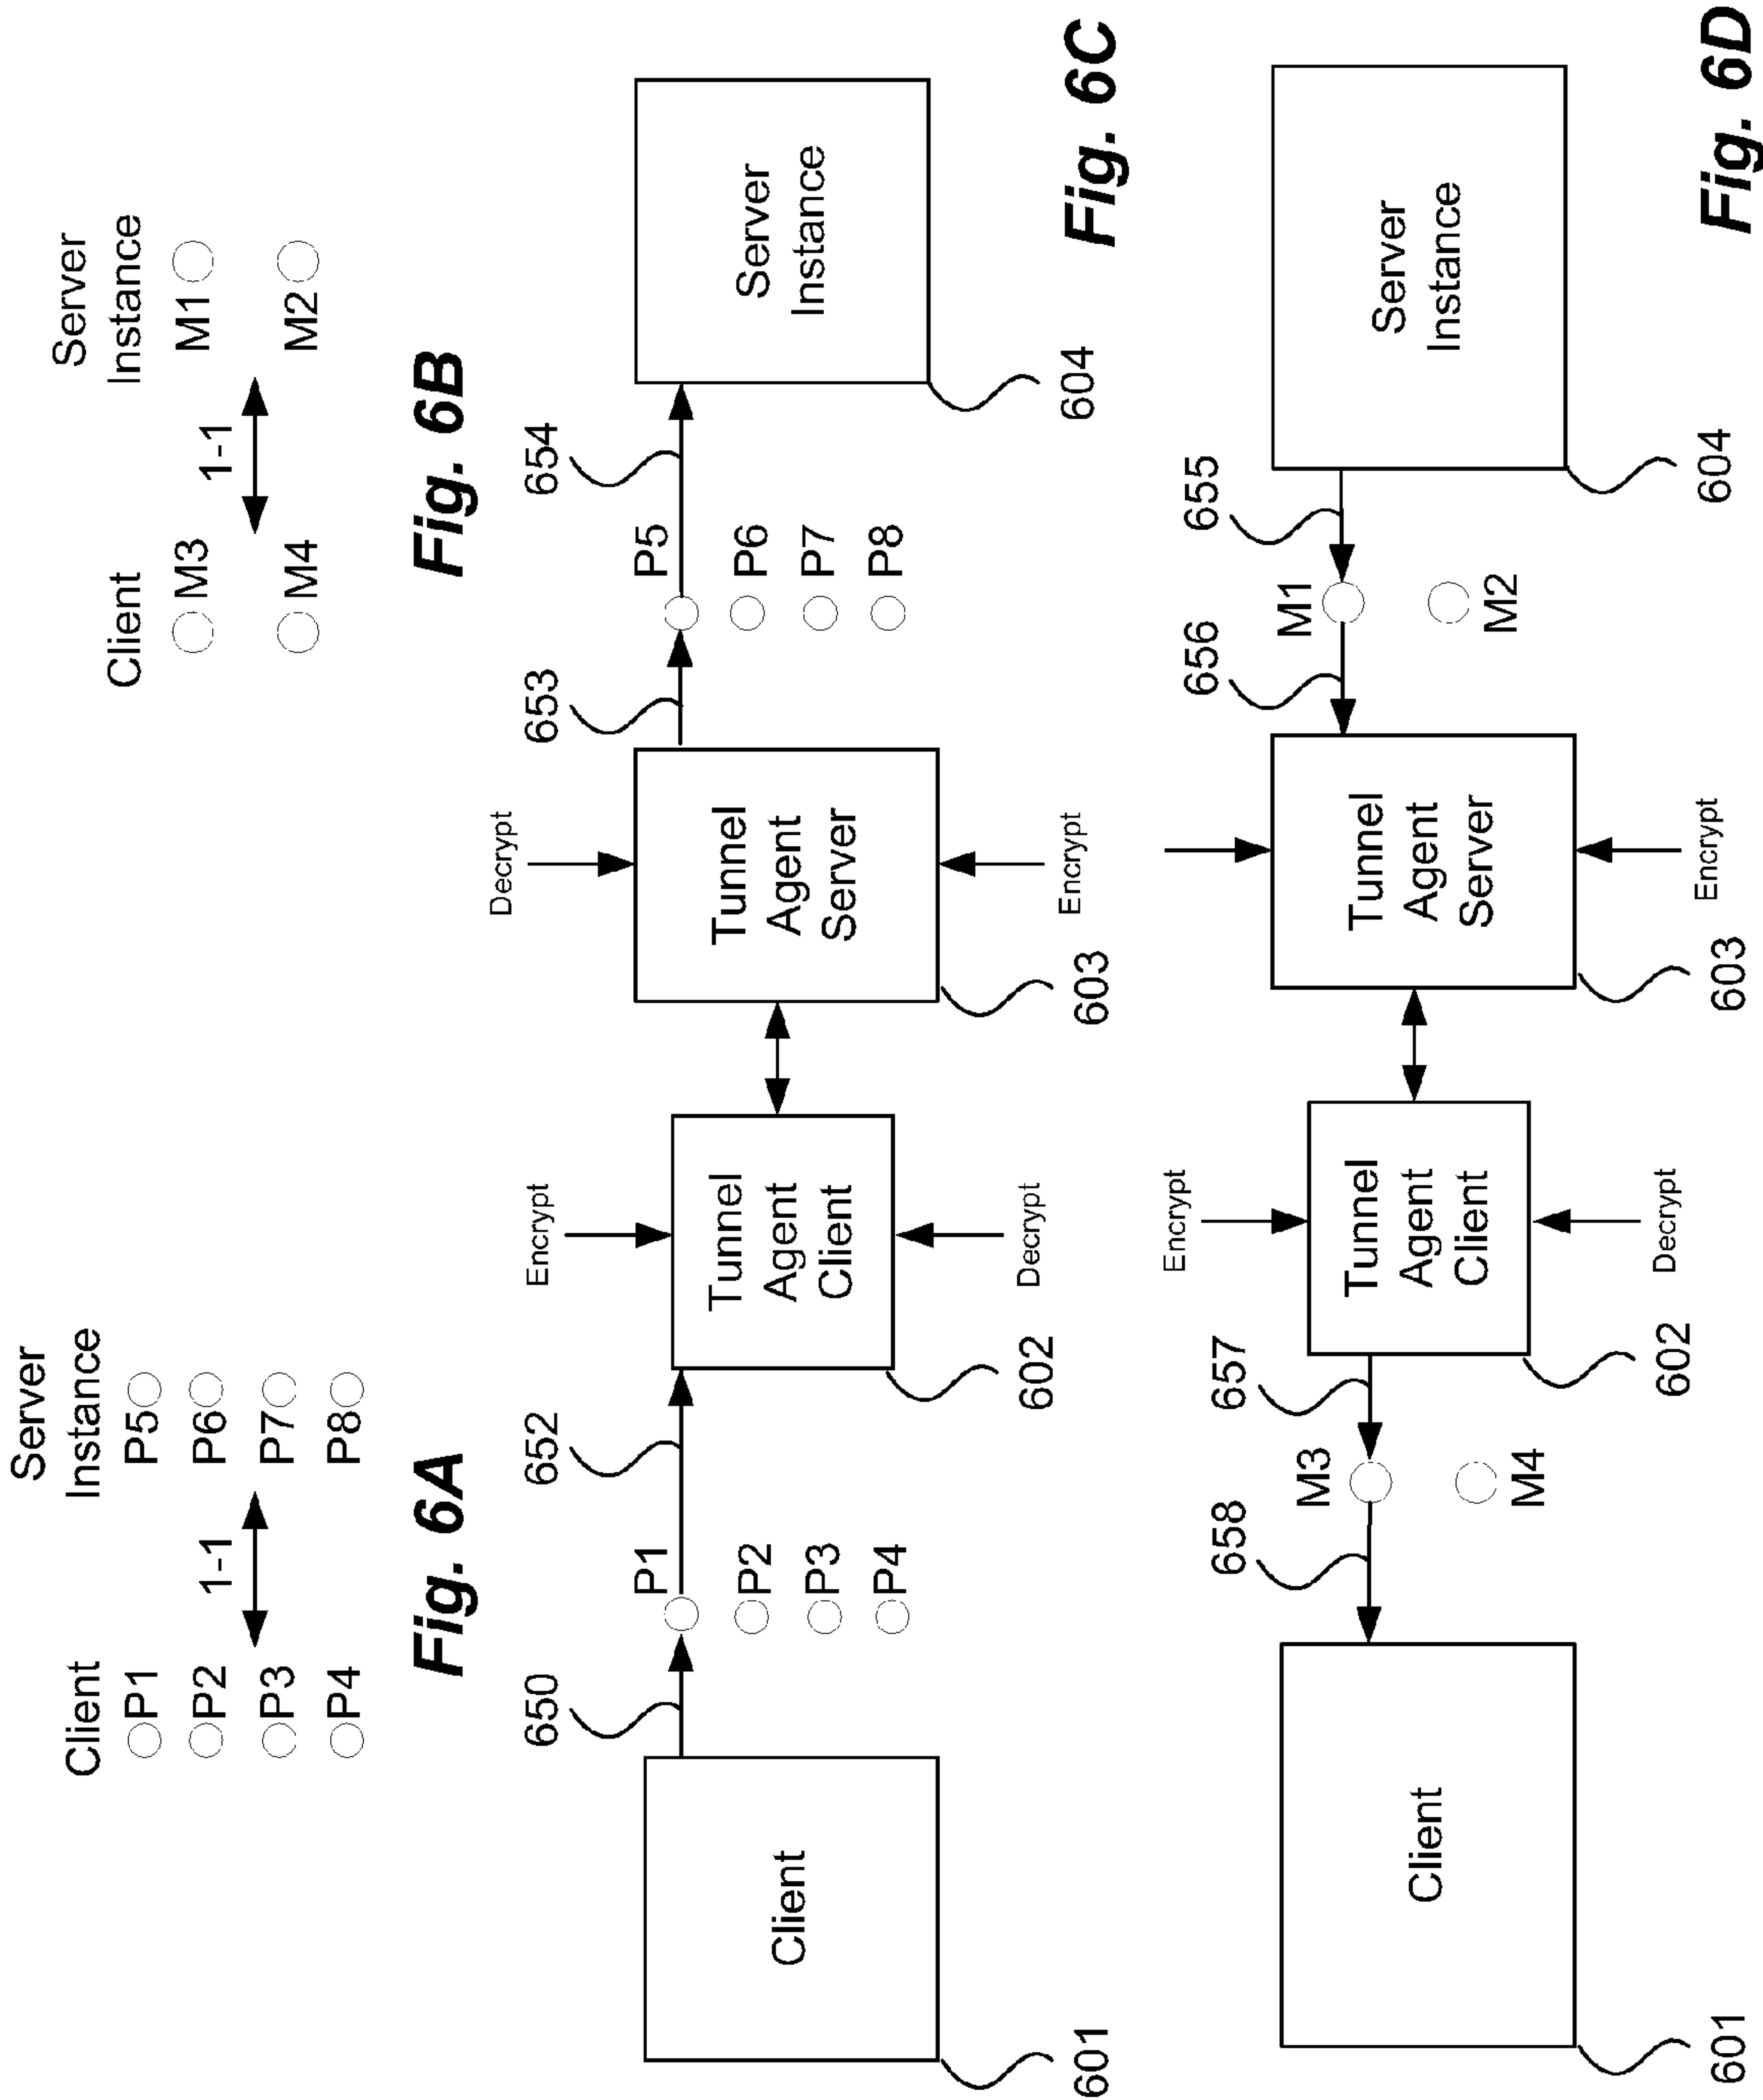 Client
Server
Instance
P1
P5
P2
P6
1-1
P3
P7
P4
P8
Fig. 6A
Client
Server
Instance
M3
M1
1-1
M4
M2
Fig. 6B
650
652
653
654
Encrypt
Decrypt
P1
P5
Client
P2
P3
P4
Tunnel
Agent
Client
Tunnel
Agent
Server
P6
P7
P8
Server
Instance
Decrypt
Encrypt
601
602
603
604
Fig. 6C
658
657
656
655
Encrypt
M3
M1
Client
M4
Tunnel
Agent
Client
Tunnel
Agent
Server
M2
Server
Instance
Decrypt
Encrypt
601
602
603
604
Fig. 6D